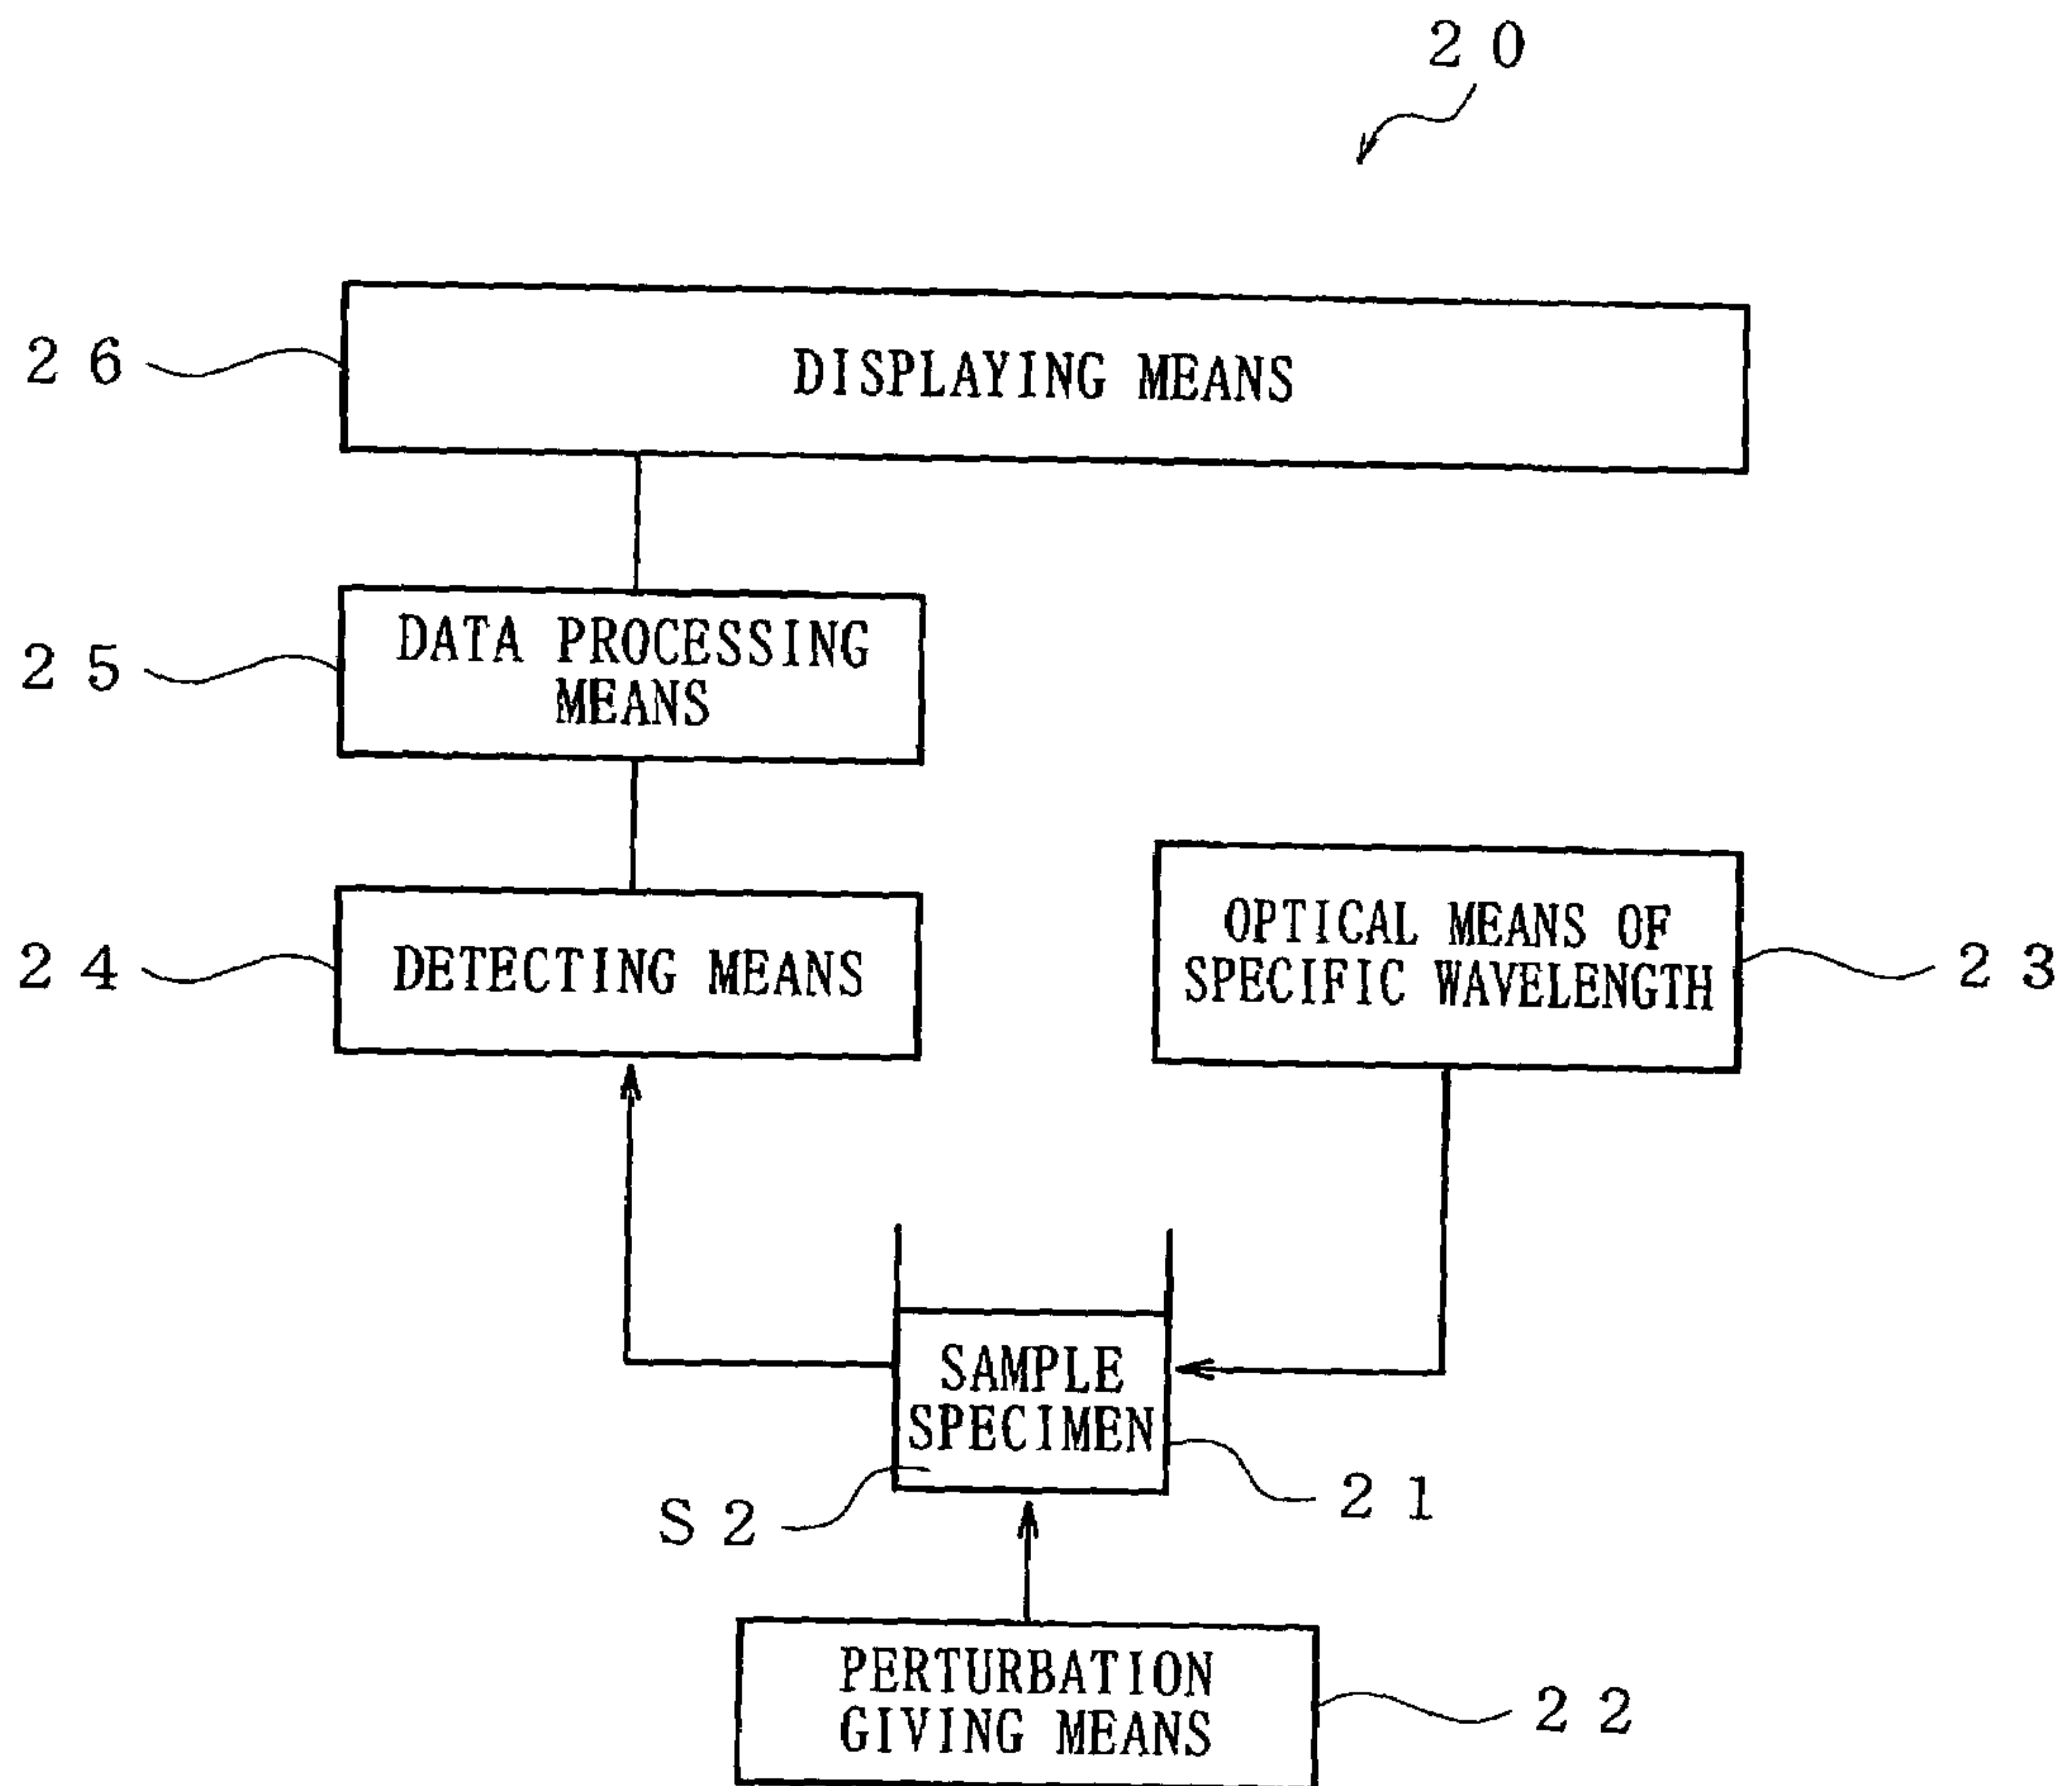 20
26
DISPLAYING MEANS
25
DATA PROCESSING
MEANS
24
DETECTING MEANS
OPTICAL MEANS OF
SPECIFIC WAVELENGTH
23
SAMPLE
SPECIMEN
21
S2
PERTURBATION
GIVING MEANS
22